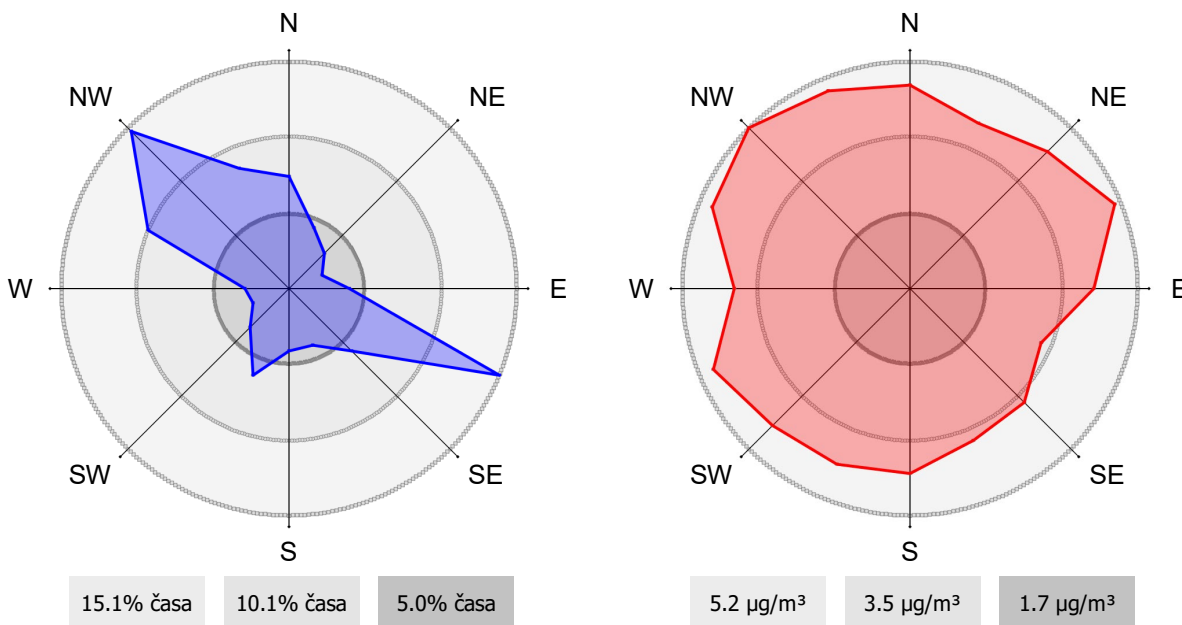 N
NE
E
SE
S
SW
W
NW
15.1% časa
10.1% časa
5.0% časa
N
NE
E
SE
S
SW
W
NW
5.2 µg/m³
3.5 µg/m³
1.7 µg/m³